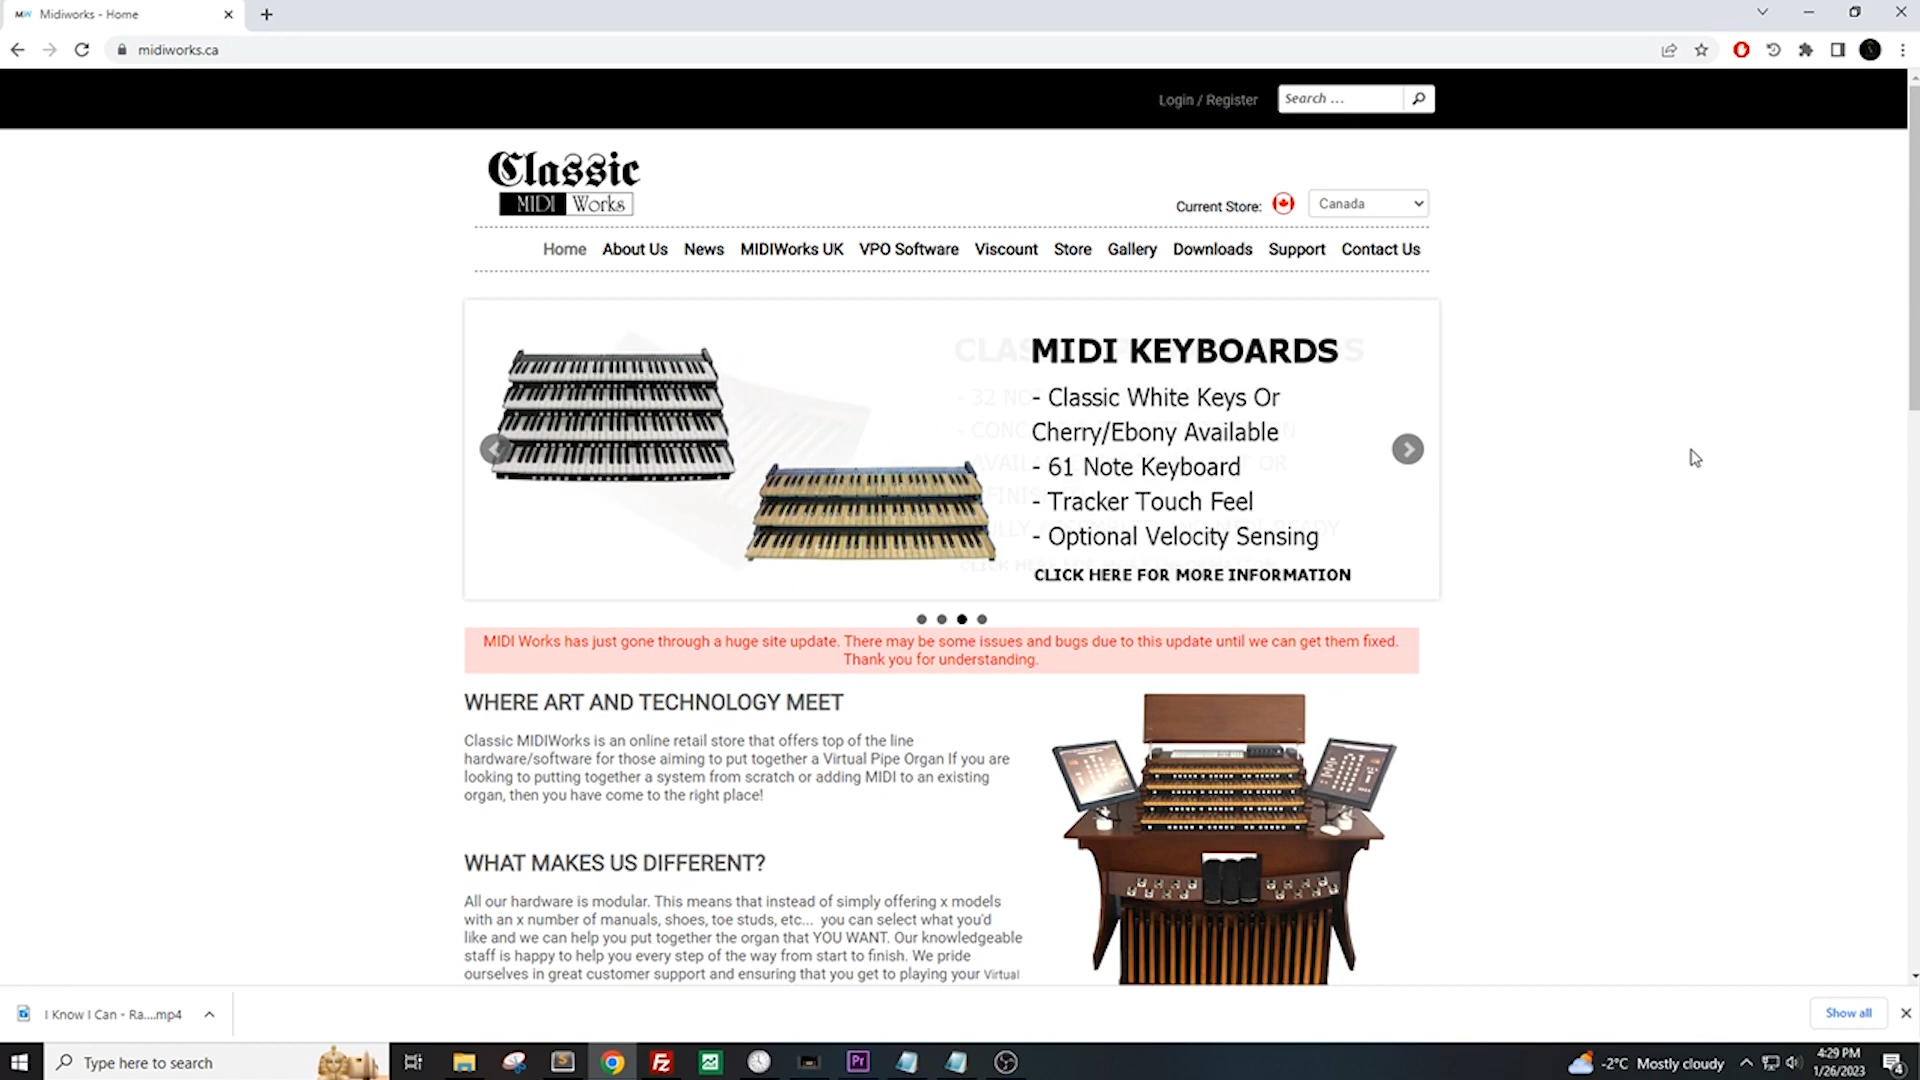 Midiworks - Home
midiworks.ca
Login / Register
Search ...
Classic
MIDI Works
Current Store:
Canada
Home About Us News MIDIWorks UK VPO Software Viscount Store Gallery Downloads Support Contact Us
MIDI KEYBOARDS
- Classic White Keys Or
Cherry/Ebony Available
- 61 Note Keyboard
- Tracker Touch Feel
- Optional Velocity Sensing
CLICK HERE FOR MORE INFORMATION
MIDI Works has just gone through a huge site update. There may be some issues and bugs due to this update until we can get them fixed.
Thank you for understanding.
WHERE ART AND TECHNOLOGY MEET
Classic MIDIWorks is an online retail store that offers top of the line
hardware/software for those aiming to put together a Virtual Pipe Organ If you are
looking to putting together a system from scratch or adding MIDI to an existing
organ, then you have come to the right place!
WHAT MAKES US DIFFERENT?
All our hardware is modular. This means that instead of simply offering x models
with an x number of manuals, shoes, toe studs, etc... you can select what you'd
like and we can help you put together the organ that YOU WANT. Our knowledgeable
staff is happy to help you every step of the way from start to finish. We pride
ourselves in great customer support and ensuring that you get to playing your Virtual
I Know I Can - Ra....mp4
Show all
Type here to search
-2°C Mostly cloudy
4:29 PM
1/26/2023